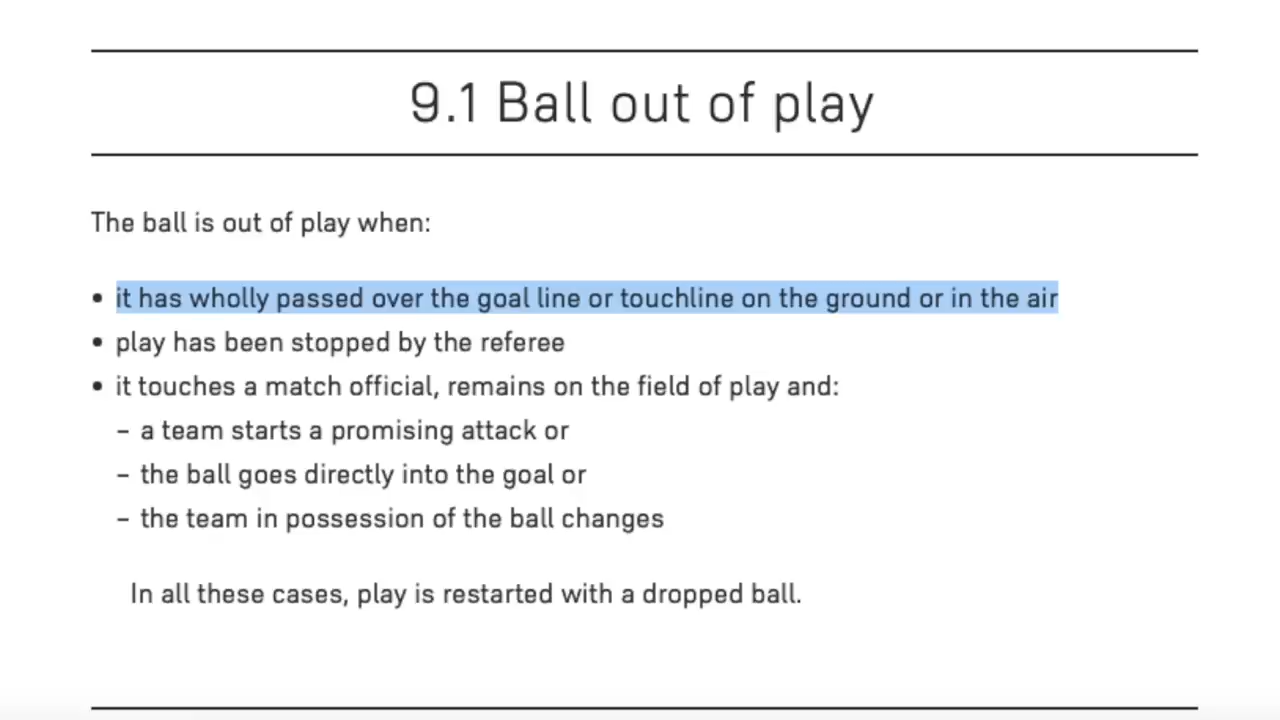 9.1 Ball out of play
The ball is out of play when:
• it has wholly passed over the goal line or touchline on the ground or in the air
• play has been stopped by the referee
• it touches a match official, remains on the field of play and:
– a team starts a promising attack or
– the ball goes directly into the goal or
– the team in possession of the ball changes
In all these cases, play is restarted with a dropped ball.